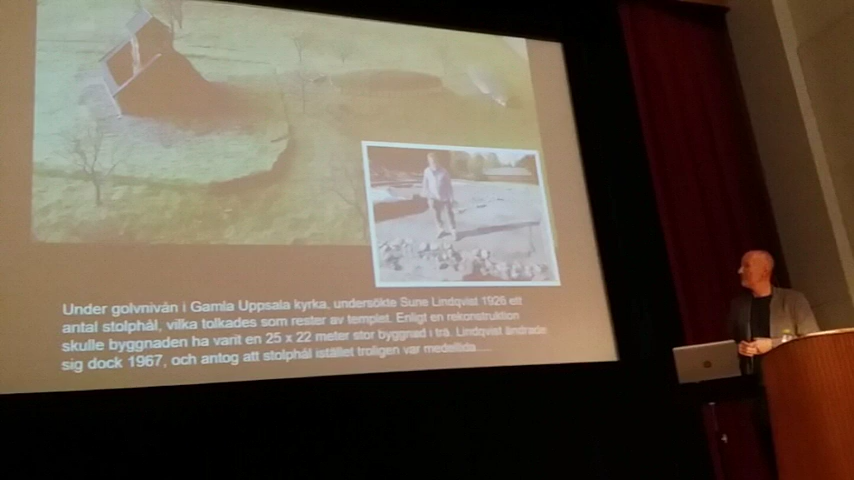 Under golvnivån i Gamla Uppsala kyrka, undersökte Sune Lindqvist 1926 ett
antal stolphål, vilka tolkades som rester av templet. Enligt en rekonstruktion
skulle byggnaden ha varit en 25 x 22 meter stor byggnad i trä. Lindqvist ändrade
sig dock 1967, och antog att stolphål istället troligen var medeltida.....